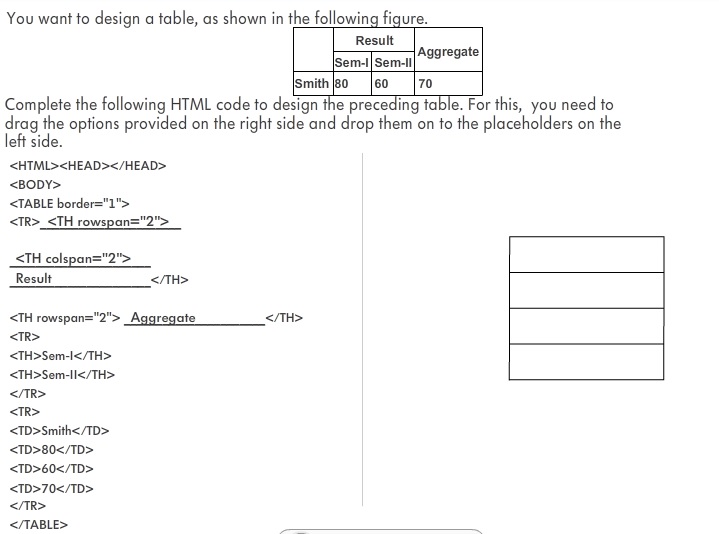 You want to design a table, as shown in the following figure.
Result
Aggregate
Sem-I Sem-II
Smith 80 60 70
Complete the following HTML code to design the preceding table. For this, you need to
drag the options provided on the right side and drop them on to the placeholders on the
left side.
<HTML><HEAD></HEAD>
<BODY>
<TABLE border="1">
<TR> <TH rowspan="2">
<TH colspan="2">
Result </TH>
<TH rowspan="2"> Aggregate </TH>
<TR>
<TH>Sem-I</TH>
<TH>Sem-II</TH>
</TR>
<TR>
<TD>Smith</TD>
<TD>80</TD>
<TD>60</TD>
<TD>70</TD>
</TR>
</TABLE>